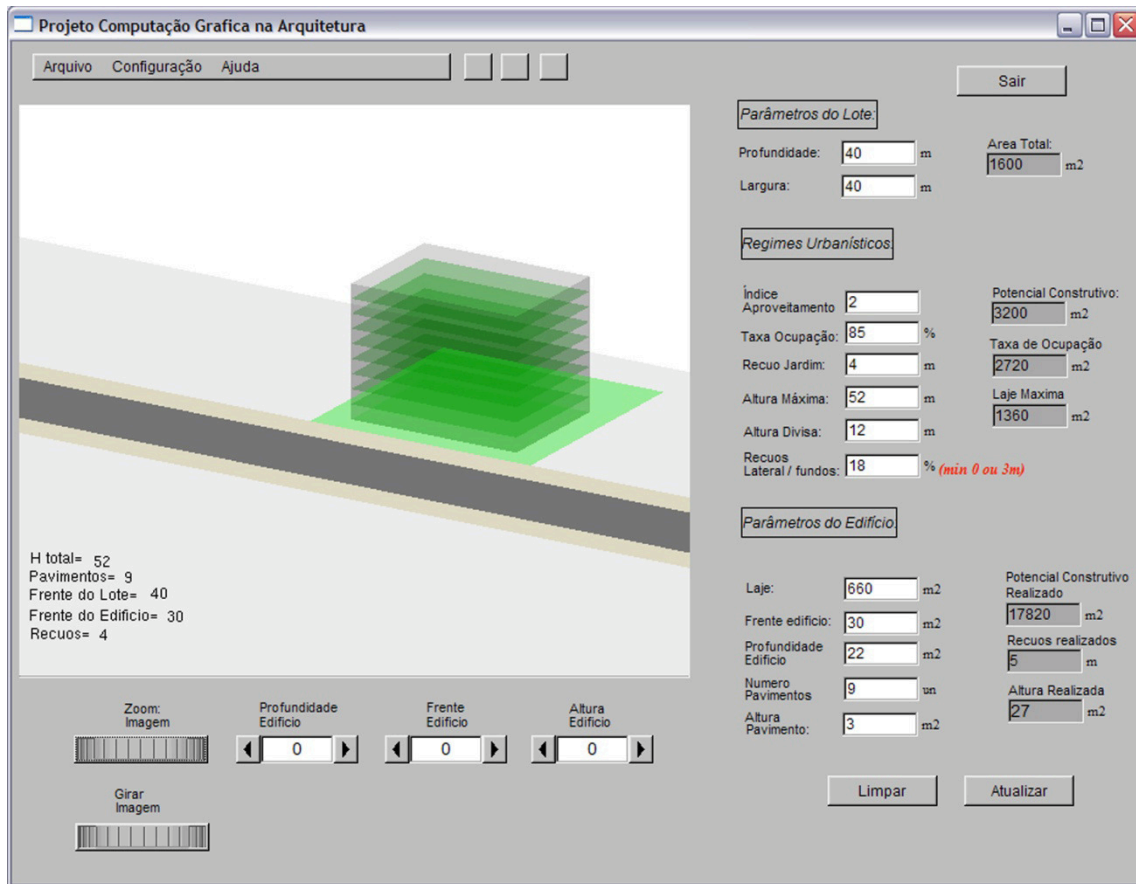 Projeto Computação Grafica na Arquitetura
Arquivo Configuração Ajuda
Sair
Parâmetros do Lote:
Profundidade: 40 m
Largura: 40 m
Area Total:
1600 m2
Regimes Urbanísticos.
Índice
Aproveitamento 2
Taxa Ocupação: 85 %
Recuo Jardim: 4 m
Altura Máxima: 52 m
Altura Divisa: 12 m
Recuos
Lateral / fundos: 18 % (min 0 ou 3m)
Potencial Construtivo:
3200 m2
Taxa de Ocupação
2720 m2
Laje Maxima
1360 m2
Parâmetros do Edifício.
Laje: 660 m2
Frente edificio: 30 m2
Profundidade
Edificio 22 m2
Numero
Pavimentos 9 un
Altura
Pavimento: 3 m2
Potencial Construtivo
Realizado
17820 m2
Recuos realizados
5 m
Altura Realizada
27 m2
H total= 52
Pavimentos= 9
Frente do Lote= 40
Frente do Edificio= 30
Recuos= 4
Zoom:
Imagem
Profundidade
Edificio
0
Frente
Edificio
0
Altura
Edificio
0
Girar
Imagem
Limpar
Atualizar